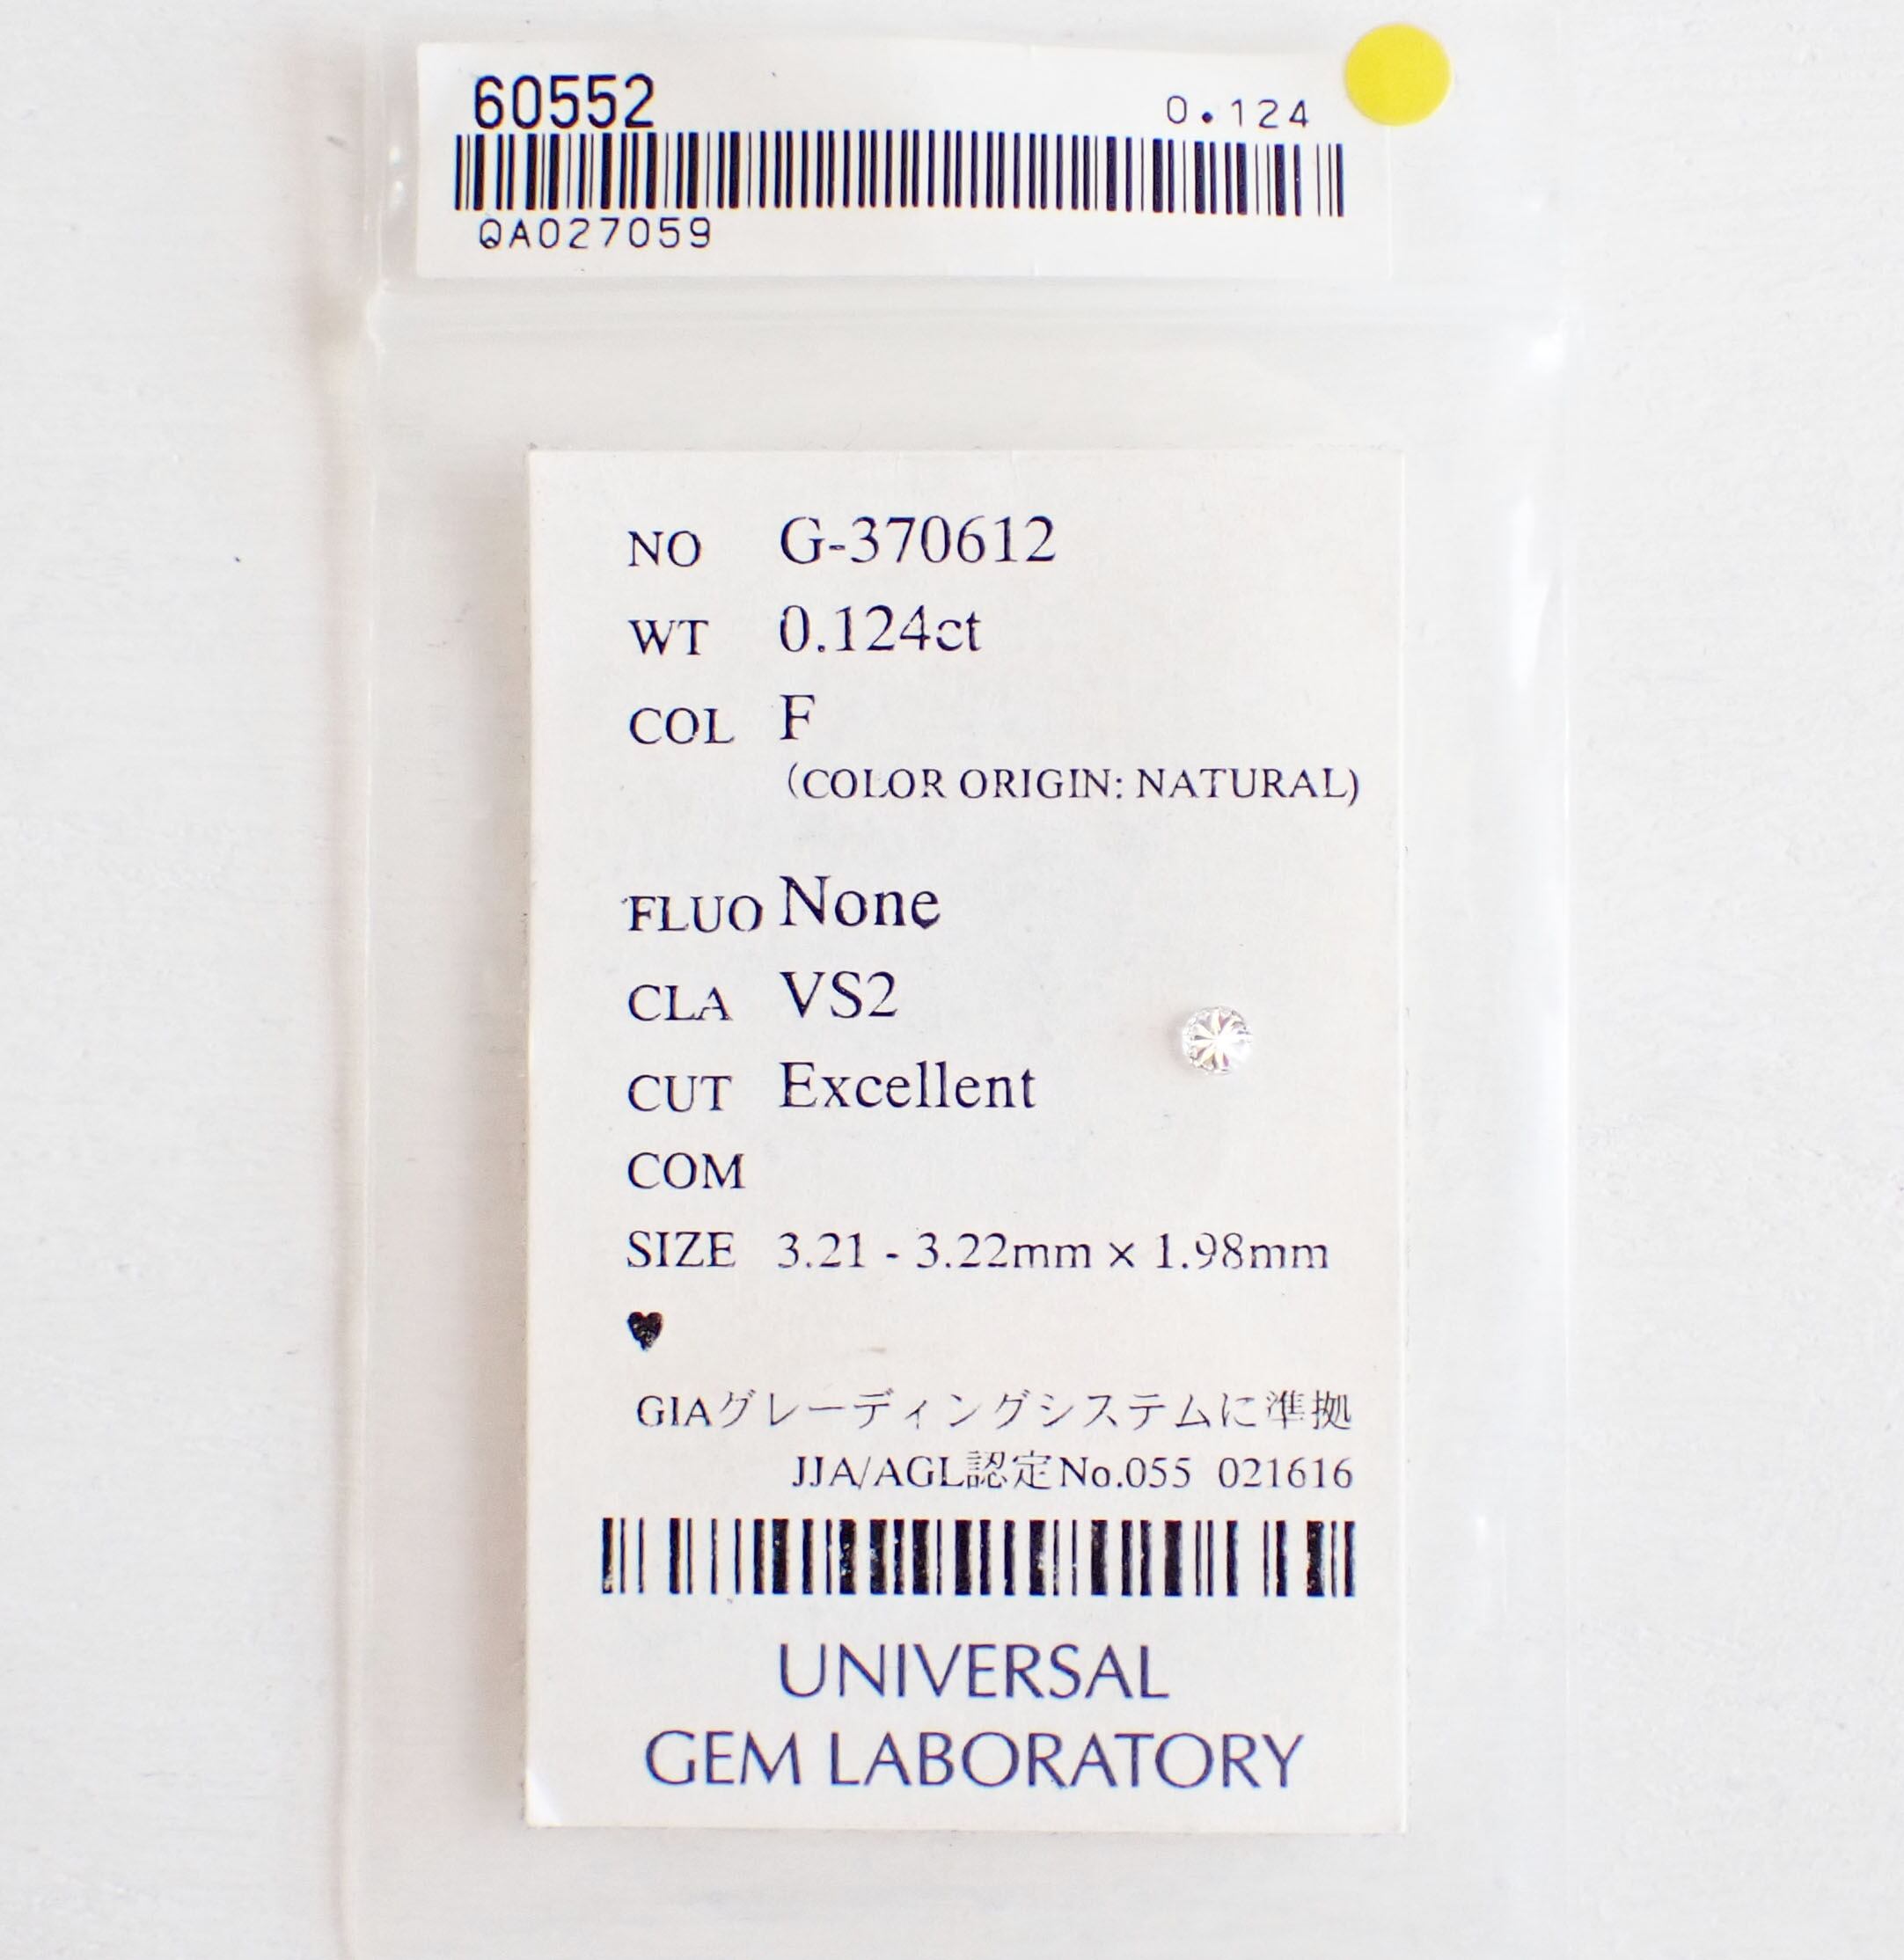 60552
0.124
QA027059
NO G-370612
WT 0.124ct
COL F
(COLOR ORIGIN: NATURAL)
FLUO None
CLA VS2
CUT Excellent
COM
SIZE 3.21 - 3.22mm × 1.98mm
♥
GIAグレーディングシステムに準拠
JJA/AGL認定No.055 021616
UNIVERSAL
GEM LABORATORY